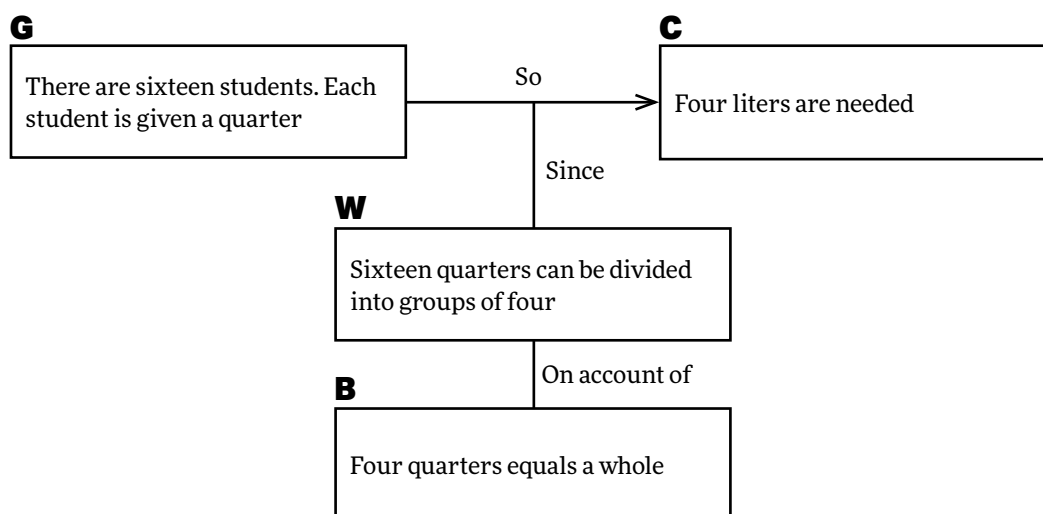 G
There are sixteen students. Each
student is given a quarter
So
C
Four liters are needed
Since
W
Sixteen quarters can be divided
into groups of four
On account of
B
Four quarters equals a whole